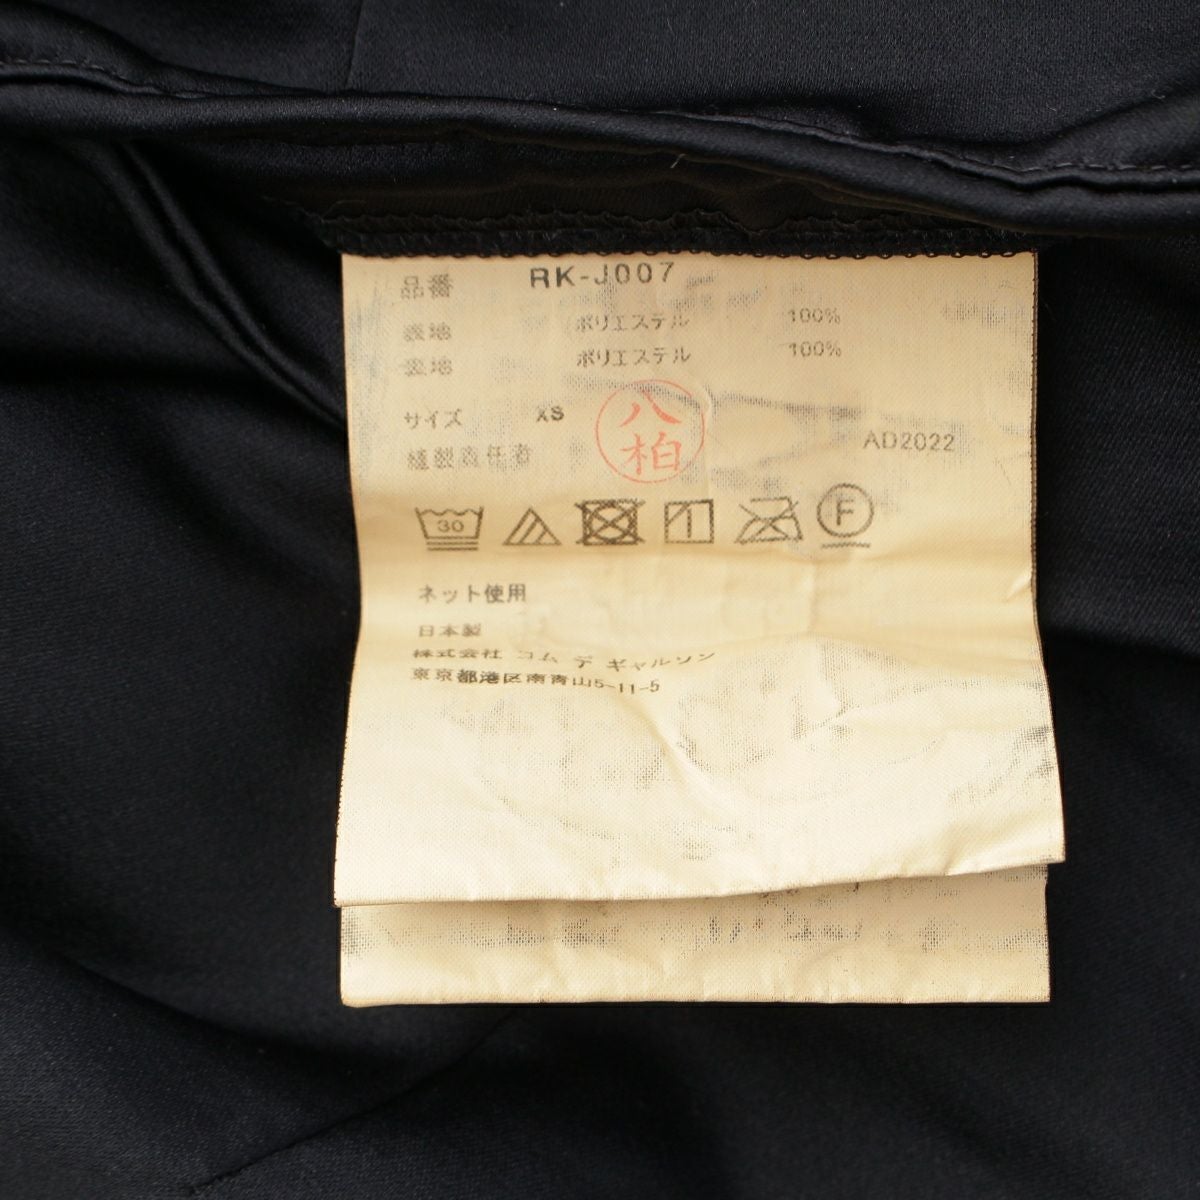 品番 RK-J007
表地 ポリエステル 100%
裏地 ポリエステル 100%
サイズ XS
八
柏
AD2022
縫製責任者
30
F
ネット使用
日本製
株式会社 コム デ ギャルソン
東京都港区南青山5-11-5